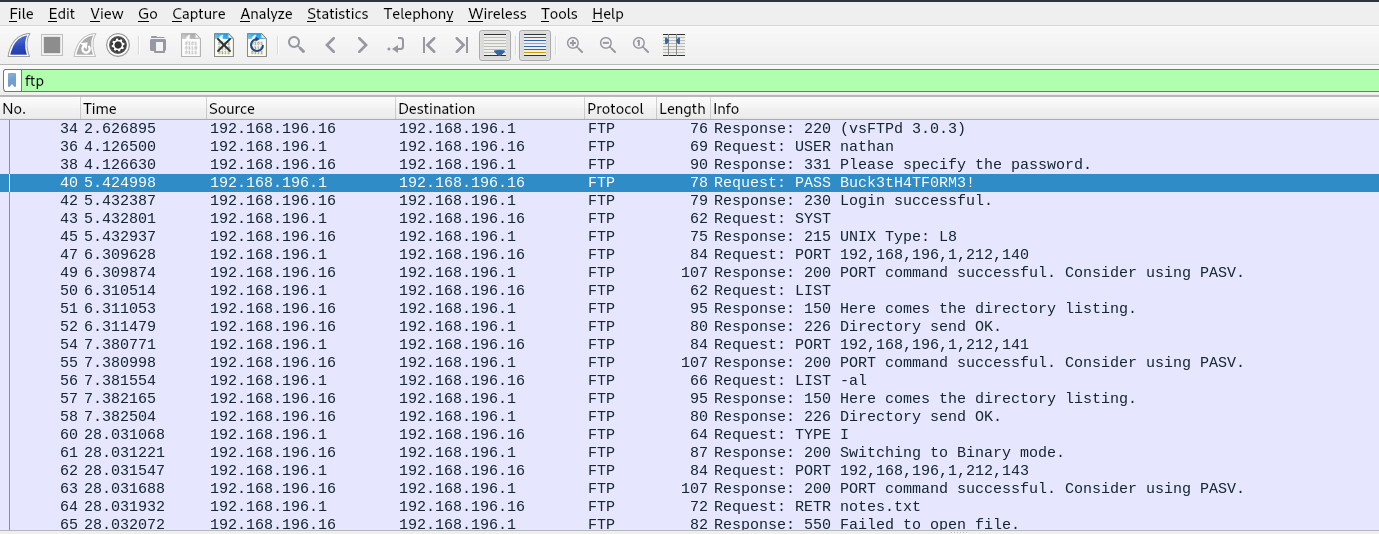 File Edit View Go Capture Analyze Statistics Telephony Wireless Tools Help
ftp
No. Time Source Destination Protocol Length Info
34 2.626895 192.168.196.16 192.168.196.1 FTP 76 Response: 220 (vsFTPd 3.0.3)
36 4.126500 192.168.196.1 192.168.196.16 FTP 69 Request: USER nathan
38 4.126630 192.168.196.16 192.168.196.1 FTP 90 Response: 331 Please specify the password.
40 5.424998 192.168.196.1 192.168.196.16 FTP 78 Request: PASS Buck3tH4TF0RM3!
42 5.432387 192.168.196.16 192.168.196.1 FTP 79 Response: 230 Login successful.
43 5.432801 192.168.196.1 192.168.196.16 FTP 62 Request: SYST
45 5.432937 192.168.196.16 192.168.196.1 FTP 75 Response: 215 UNIX Type: L8
47 6.309628 192.168.196.1 192.168.196.16 FTP 84 Request: PORT 192,168,196,1,212,140
49 6.309874 192.168.196.16 192.168.196.1 FTP 107 Response: 200 PORT command successful. Consider using PASV.
50 6.310514 192.168.196.1 192.168.196.16 FTP 62 Request: LIST
51 6.311053 192.168.196.16 192.168.196.1 FTP 95 Response: 150 Here comes the directory listing.
52 6.311479 192.168.196.16 192.168.196.1 FTP 80 Response: 226 Directory send OK.
54 7.380771 192.168.196.1 192.168.196.16 FTP 84 Request: PORT 192,168,196,1,212,141
55 7.380998 192.168.196.16 192.168.196.1 FTP 107 Response: 200 PORT command successful. Consider using PASV.
56 7.381554 192.168.196.1 192.168.196.16 FTP 66 Request: LIST -al
57 7.382165 192.168.196.16 192.168.196.1 FTP 95 Response: 150 Here comes the directory listing.
58 7.382504 192.168.196.16 192.168.196.1 FTP 80 Response: 226 Directory send OK.
60 28.031068 192.168.196.1 192.168.196.16 FTP 64 Request: TYPE I
61 28.031221 192.168.196.16 192.168.196.1 FTP 87 Response: 200 Switching to Binary mode.
62 28.031547 192.168.196.1 192.168.196.16 FTP 84 Request: PORT 192,168,196,1,212,143
63 28.031688 192.168.196.16 192.168.196.1 FTP 107 Response: 200 PORT command successful. Consider using PASV.
64 28.031932 192.168.196.1 192.168.196.16 FTP 72 Request: RETR notes.txt
65 28.032072 192.168.196.16 192.168.196.1 FTP 82 Response: 550 Failed to open file.